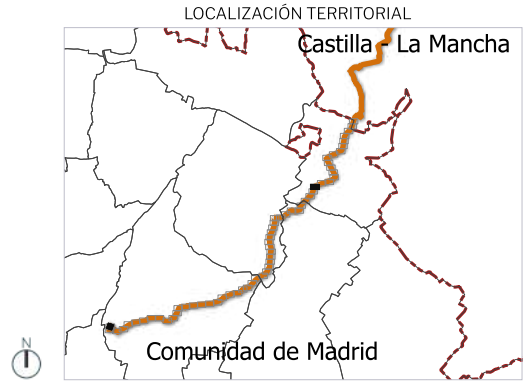 LOCALIZACIÓN TERRITORIAL
Castilla - La Mancha
Comunidad de Madrid
N